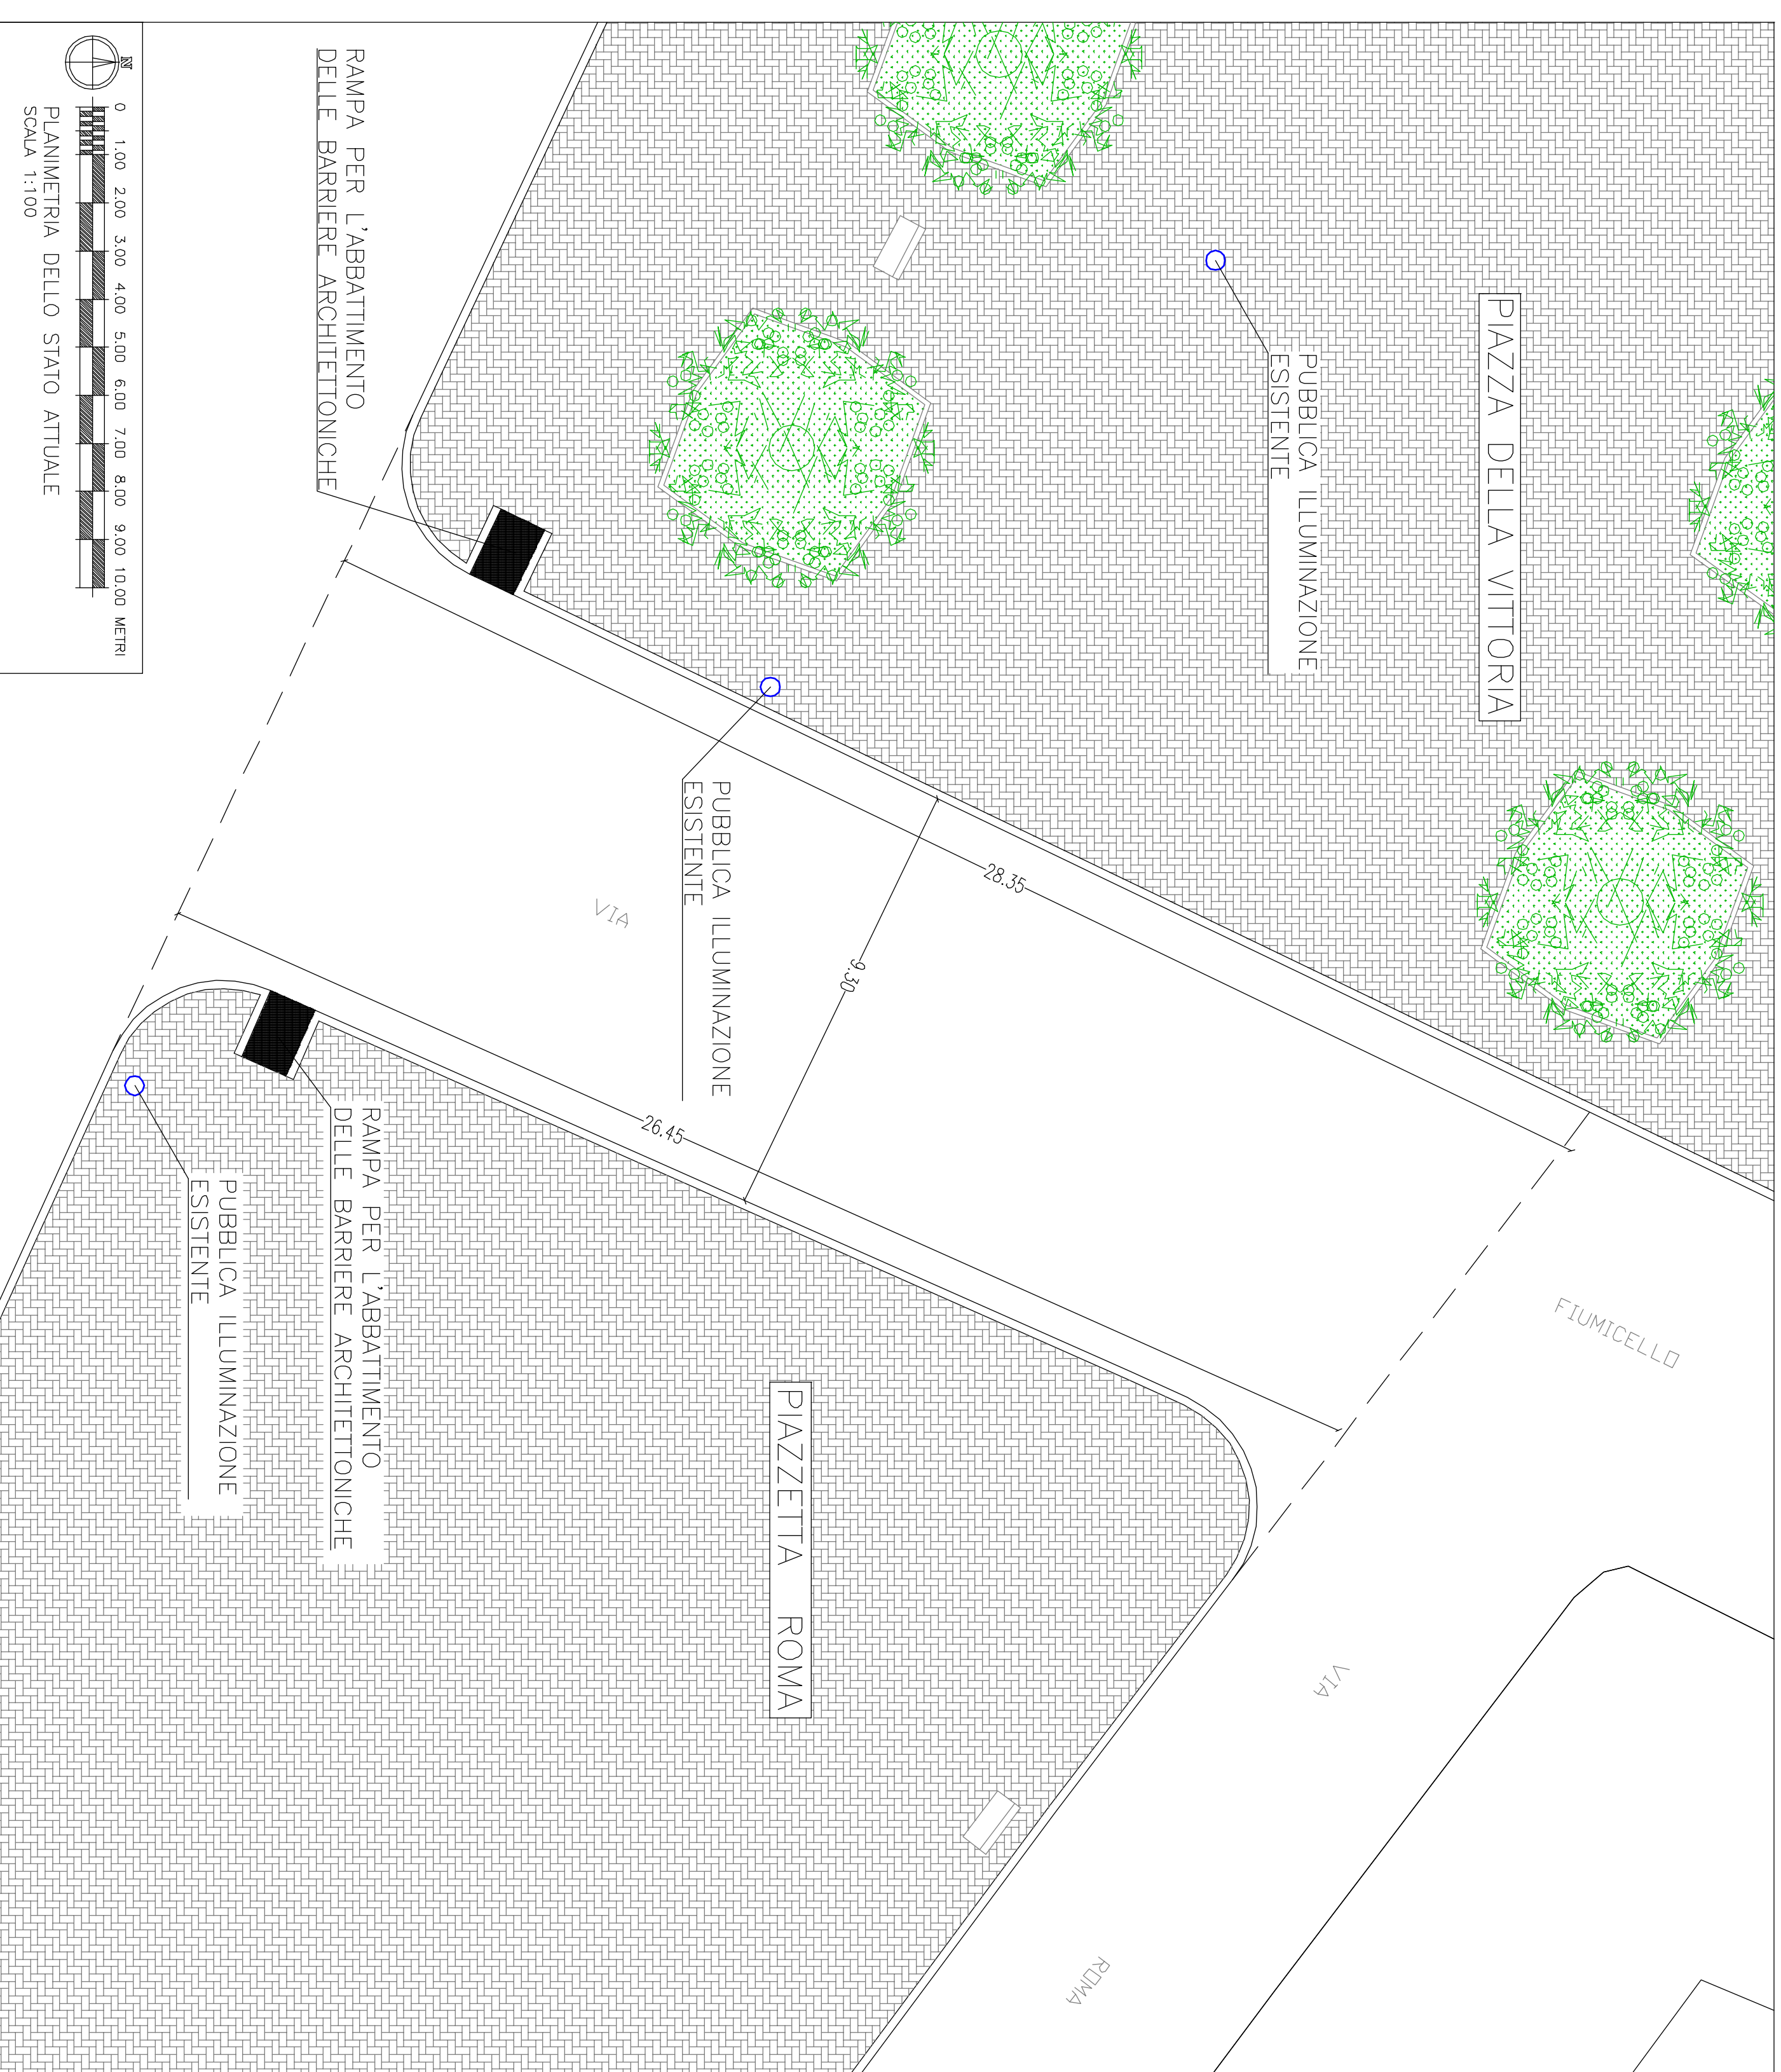 PIAZZA DELLA VITTORIA
PUBBLICA ILLUMINAZIONE
ESISTENTE
FIUMICELLO
28.35
9.30
PUBBLICA ILLUMINAZIONE
ESISTENTE
VIA
26.45
VIA
ROMA
PIAZZETTA ROMA
RAMPA PER L'ABBATTIMENTO
DELLE BARRIERE ARCHITETTONICHE
RAMPA PER L'ABBATTIMENTO
DELLE BARRIERE ARCHITETTONICHE
PUBBLICA ILLUMINAZIONE
ESISTENTE
N
0 1.00 2.00 3.00 4.00 5.00 6.00 7.00 8.00 9.00 10.00 METRI
PLANIMETRIA DELLO STATO ATTUALE
SCALA 1:100